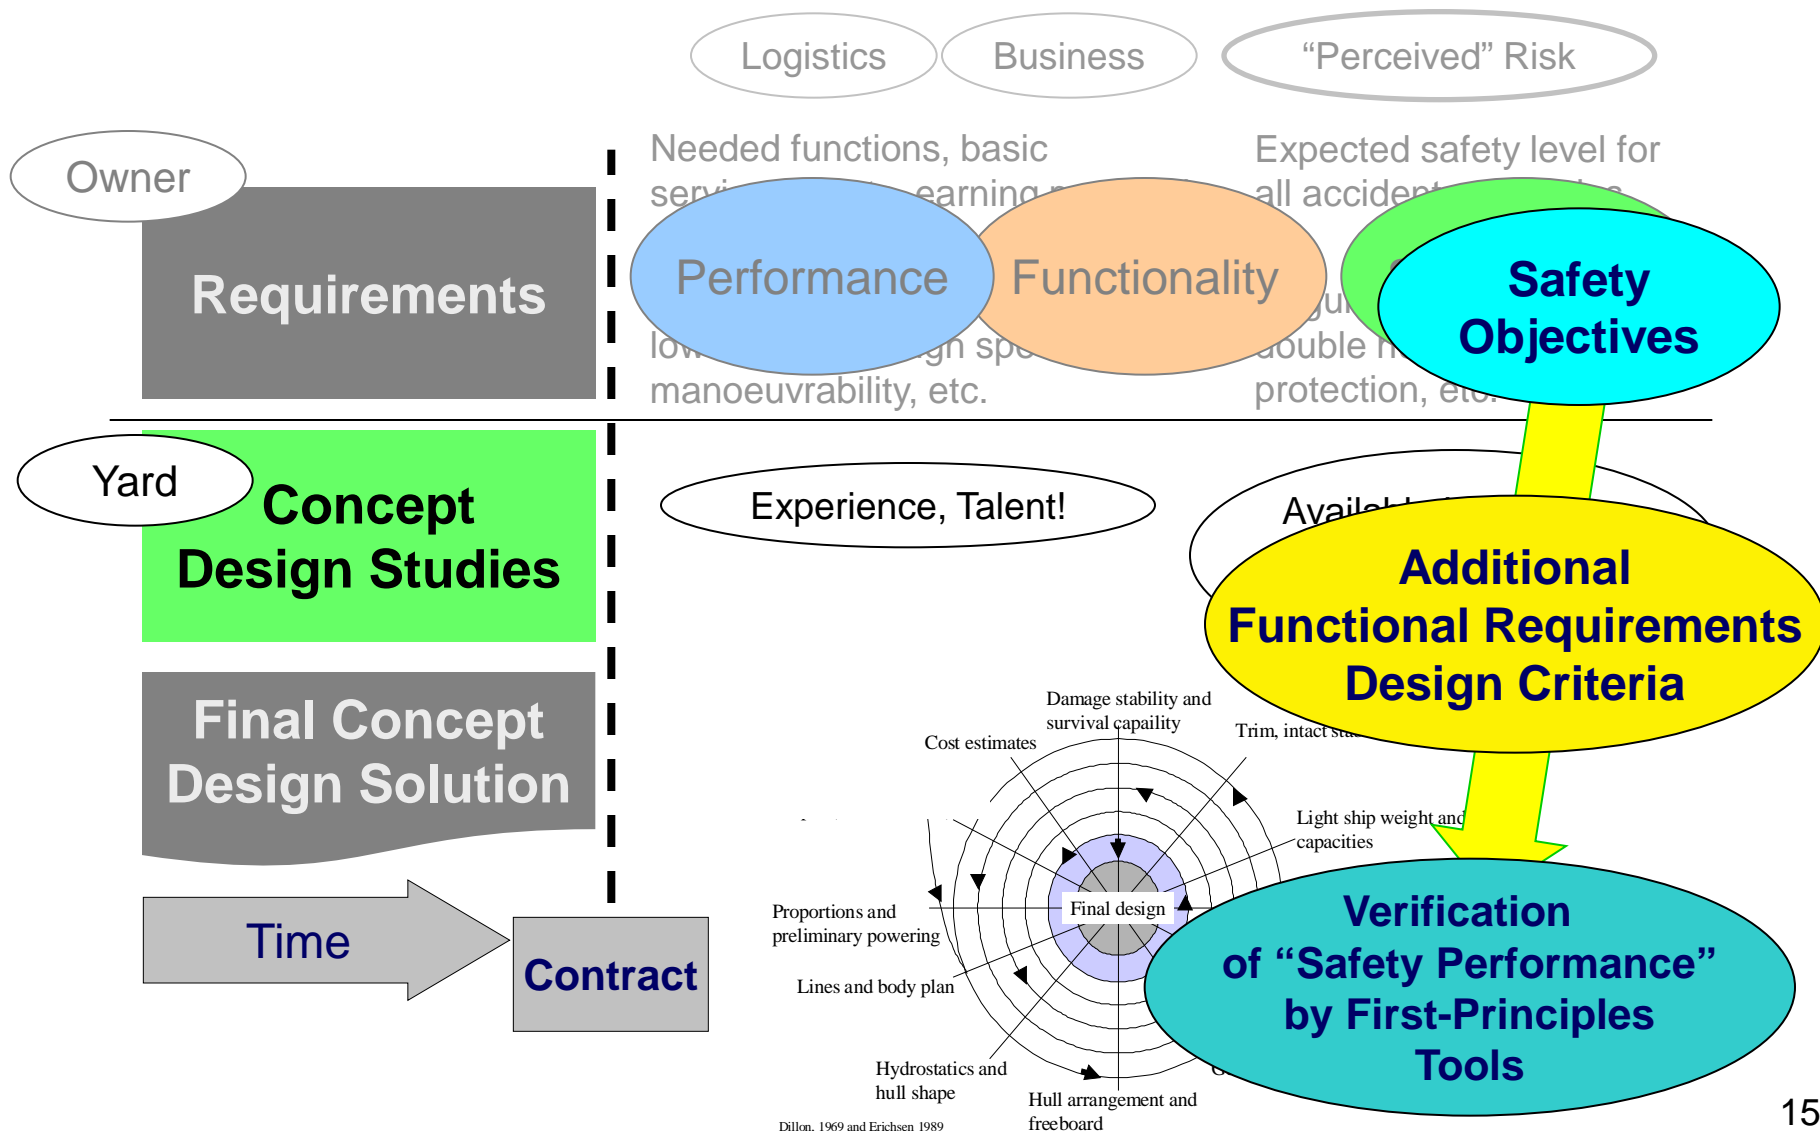 Logistics
Business
“Perceived” Risk
Owner
Needed functions, basic
Expected safety level for
all
Requirements
Performance
Functionality
Safety
Objectives
manoeuvrability, etc.
protection, etc.
Yard
Concept
Design Studies
Experience, Talent!
Additional
Functional Requirements
Design Criteria
Final Concept
Design Solution
Damage stability and
survival capaility
Cost estimates
Trim, intact
Light ship weight and
capacities
Final design
Proportions and
preliminary powering
Lines and body plan
Hydrostatics and
hull shape
Hull arrangement and
freeboard
Verification
of “Safety Performance”
by First-Principles
Tools
Time
Contract
Dillon, 1969 and Erichsen 1989
15